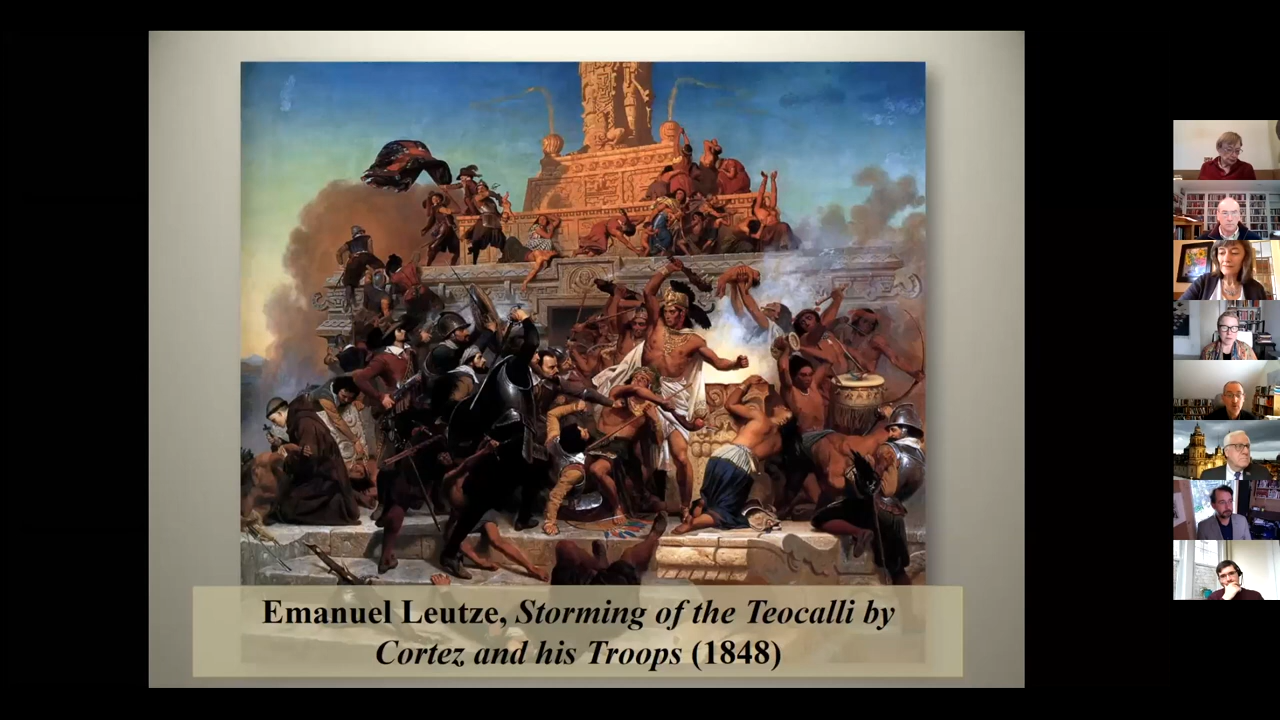 Emanuel Leutze, Storming of the Teocalli by
Cortez and his Troops (1848)